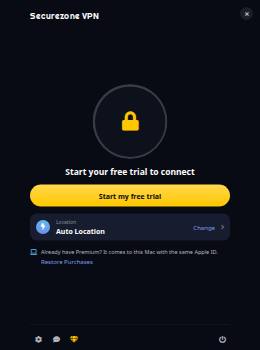 Securezone VPN
Start your free trial to connect
Start my free trial
Location
Auto Location
Change
Already have Premium? It comes to this Mac with the same Apple ID.
Restore Purchases